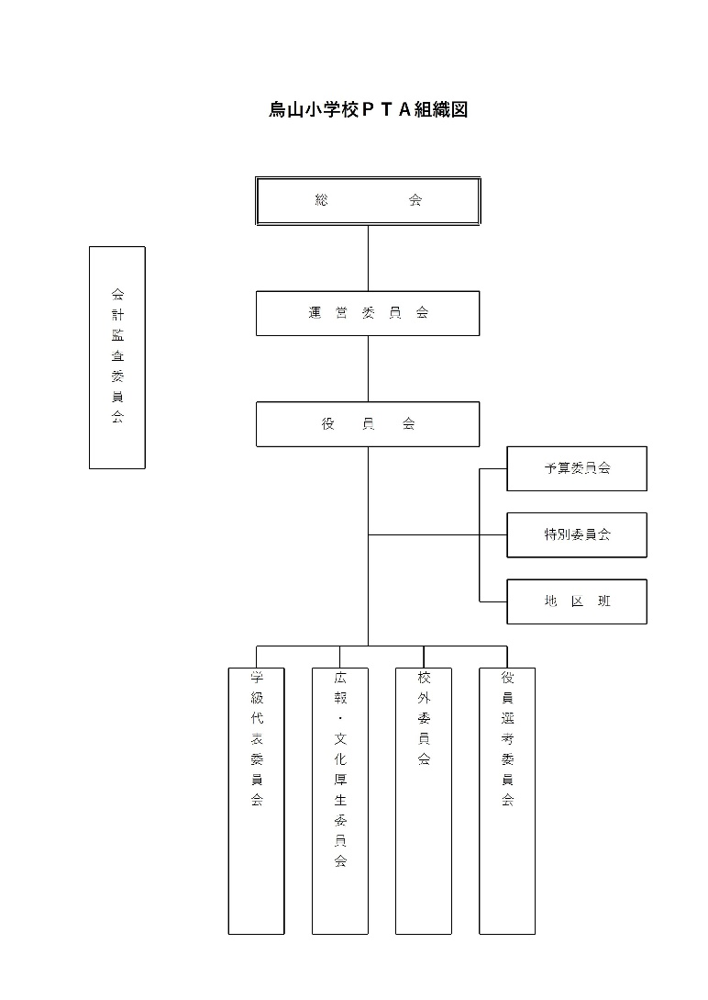 烏山小学校ＰＴＡ組織図
総　　　　　　会
会計監査委員会
運　営　委　員　会
役　　員　　会
予算委員会
特別委員会
地　区　班
学級代表委員会
広報・文化厚生委員会
校外委員会
役員選考委員会